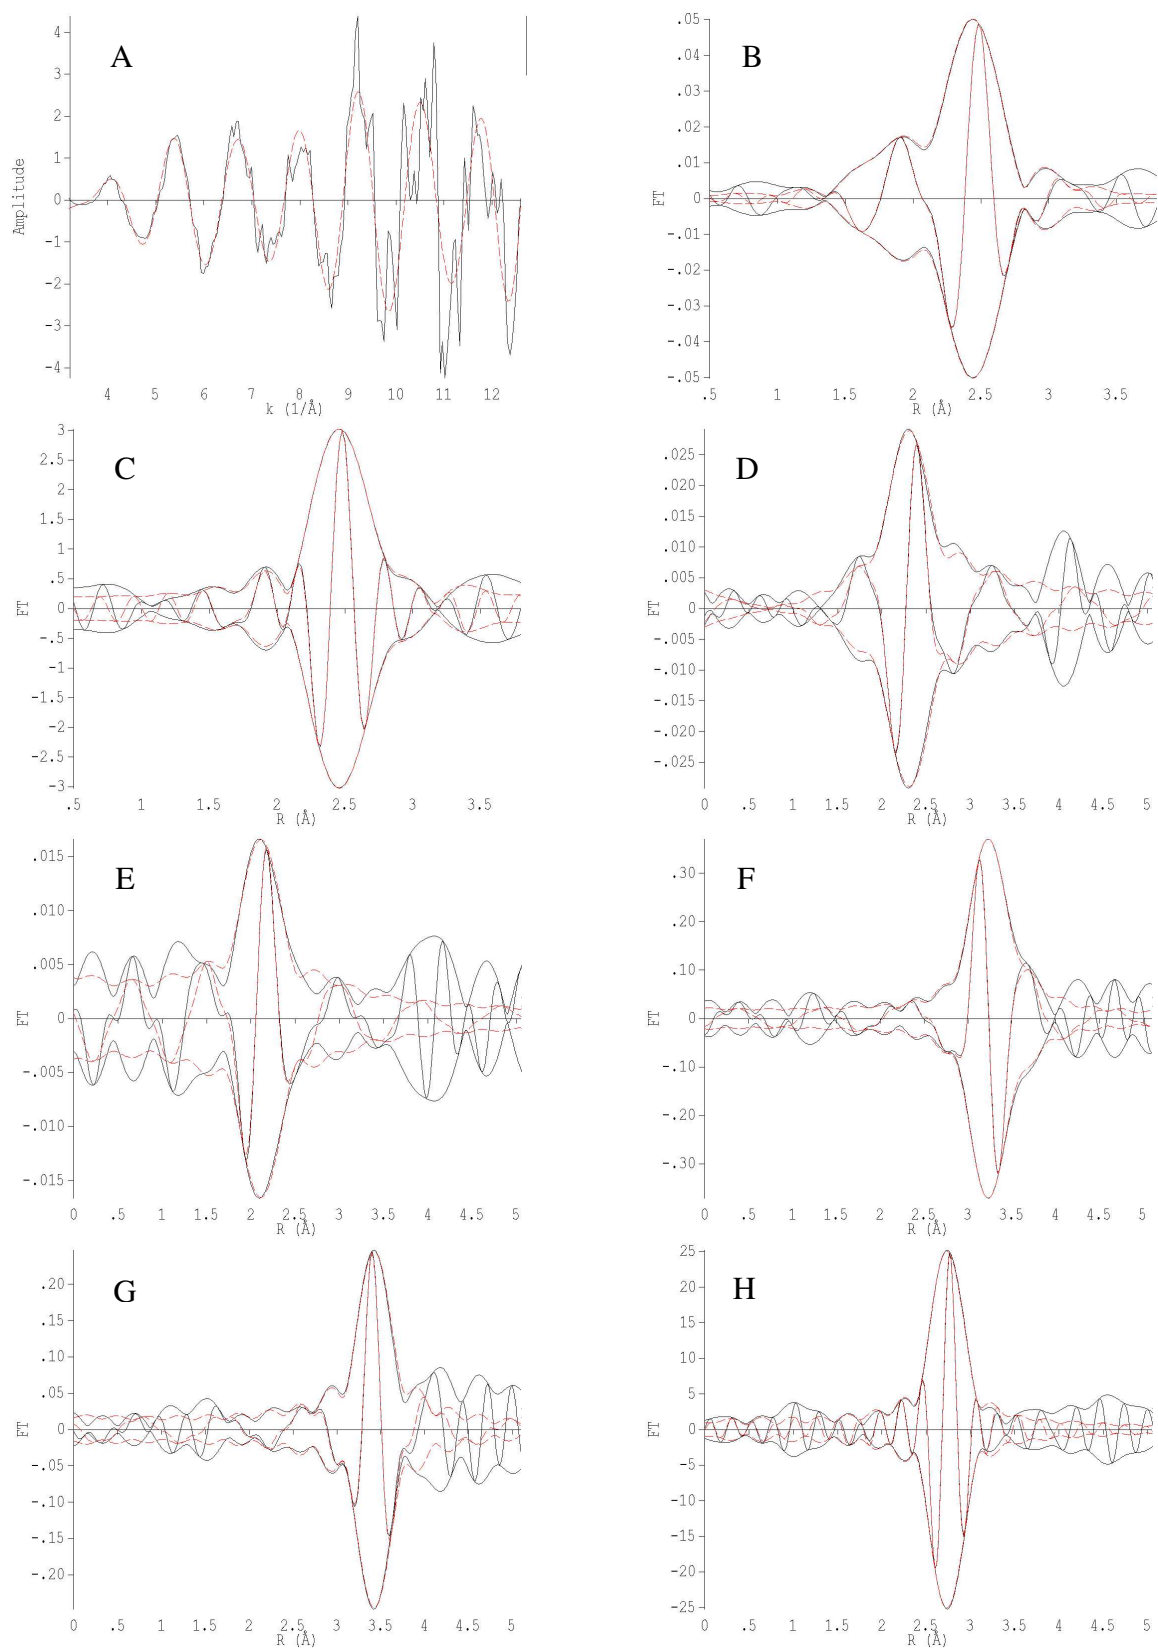 A
4
3
2
1
0
-1
-2
-3
-4
Amplitude
4 5 6 7 8 9 10 11 12
k (1/Å)
B
.05
.04
.03
.02
.01
0
-.01
-.02
-.03
-.04
-.05
FT
.5 1 1.5 2 2.5 3 3.5
R (Å)
C
3
2.5
2
1.5
1
.5
0
-.5
-1
-1.5
-2
-2.5
-3
FT
.5 1 1.5 2 2.5 3 3.5
R (Å)
D
.025
.020
.015
.010
.005
0
-.005
-.010
-.015
-.020
-.025
FT
0 .5 1 1.5 2 2.5 3 3.5 4 4.5 5
R (Å)
E
.015
.010
.005
0
-.005
-.010
-.015
FT
0 .5 1 1.5 2 2.5 3 3.5 4 4.5 5
R (Å)
F
.30
.20
.10
0
-.10
-.20
-.30
FT
0 .5 1 1.5 2 2.5 3 3.5 4 4.5 5
R (Å)
G
.20
.15
.10
.05
0
-.05
-.10
-.15
-.20
FT
0 .5 1 1.5 2 2.5 3 3.5 4 4.5 5
R (Å)
H
25
20
15
10
5
0
-5
-10
-15
-20
-25
FT
0 .5 1 1.5 2 2.5 3 3.5 4 4.5 5
R (Å)